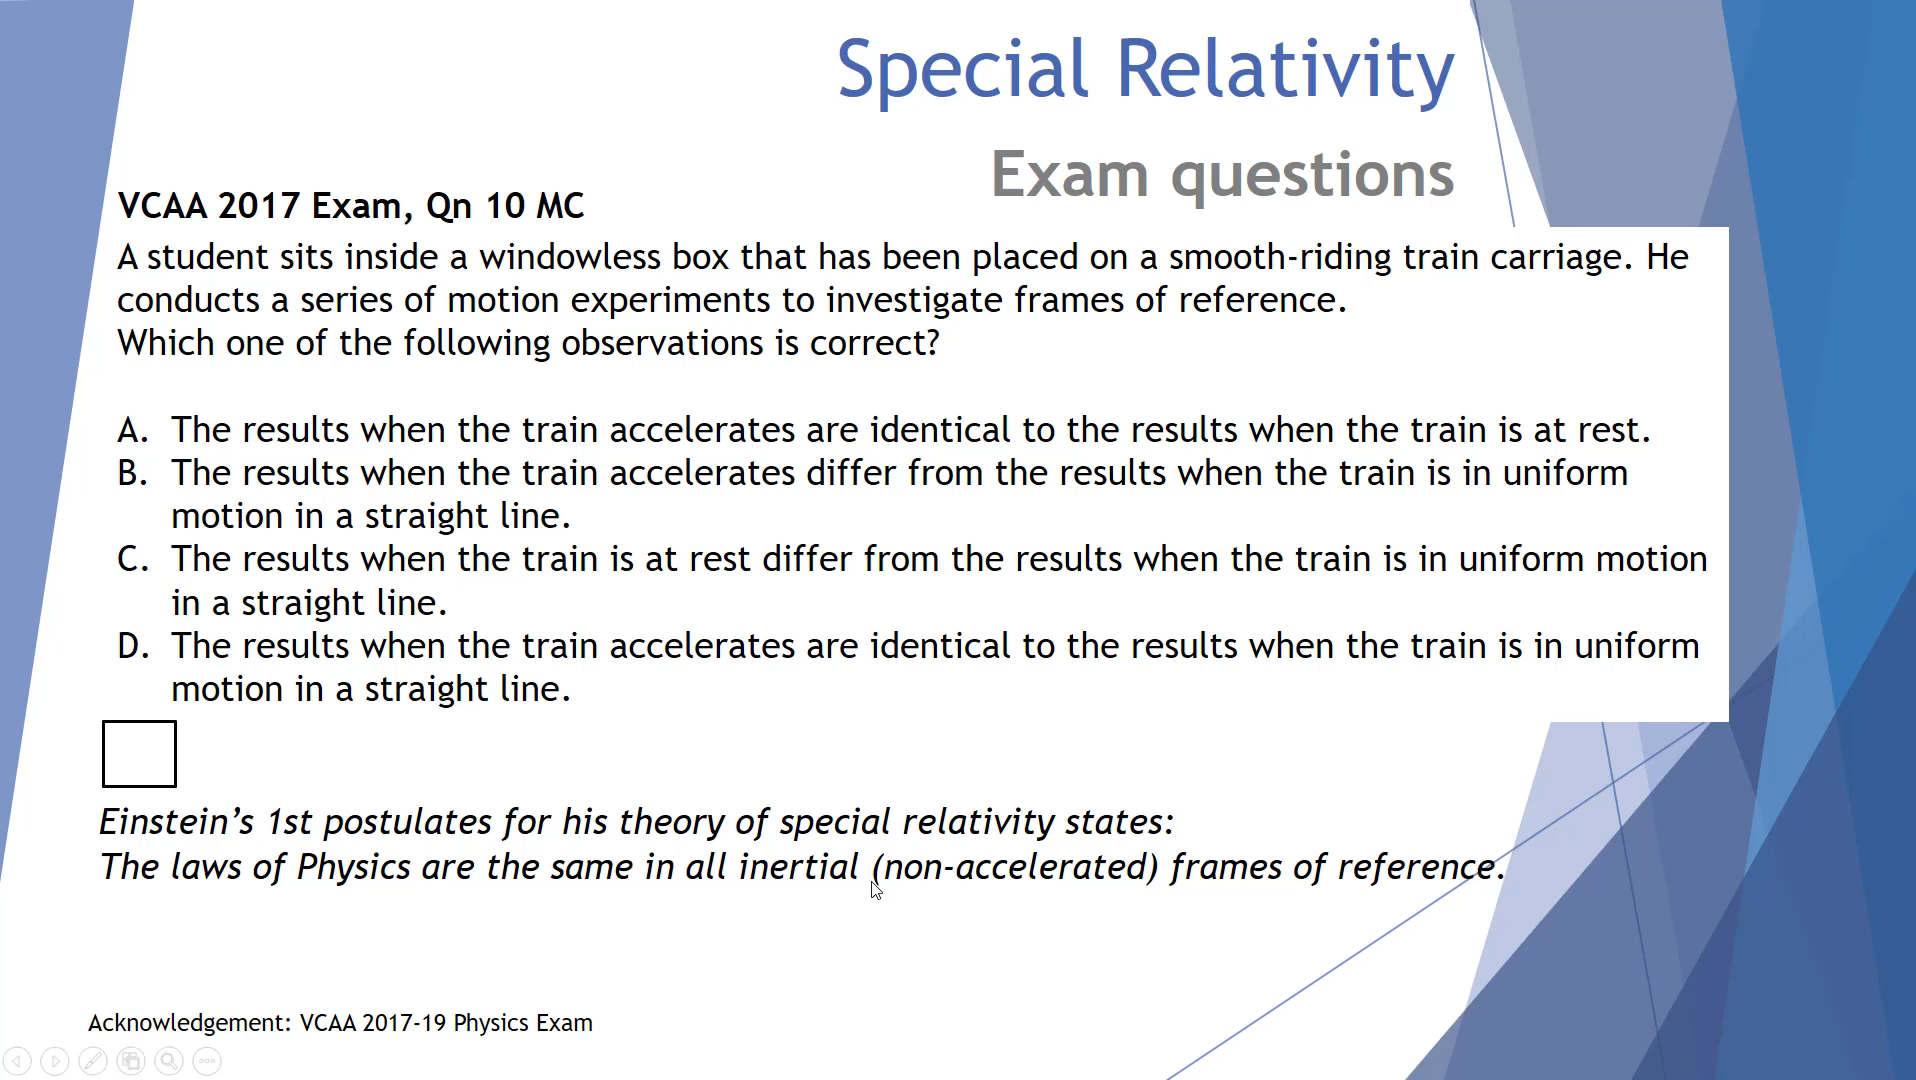 Special Relativity
Exam questions
VCAA 2017 Exam, Qn 10 MC
A student sits inside a windowless box that has been placed on a smooth-riding train carriage. He
conducts a series of motion experiments to investigate frames of reference.
Which one of the following observations is correct?
A. The results when the train accelerates are identical to the results when the train is at rest.
B. The results when the train accelerates differ from the results when the train is in uniform
motion in a straight line.
C. The results when the train is at rest differ from the results when the train is in uniform motion
in a straight line.
D. The results when the train accelerates are identical to the results when the train is in uniform
motion in a straight line.
Einstein’s 1st postulates for his theory of special relativity states:
The laws of Physics are the same in all inertial (non-accelerated) frames of reference.
Acknowledgement: VCAA 2017-19 Physics Exam